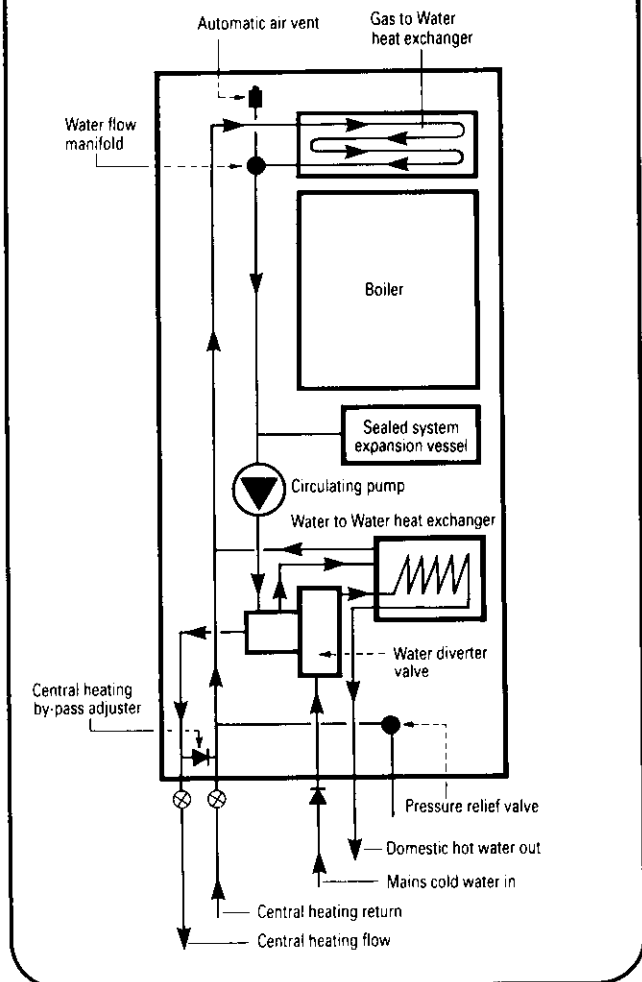 Automatic air vent
Gas to Water
heat exchanger
Water flow
manifold
Boiler
Sealed system
expansion vessel
Circulating pump
Water to Water heat exchanger
Water diverter
valve
Central heating
by-pass adjuster
Pressure relief valve
Domestic hot water out
Mains cold water in
Central heating return
Central heating flow